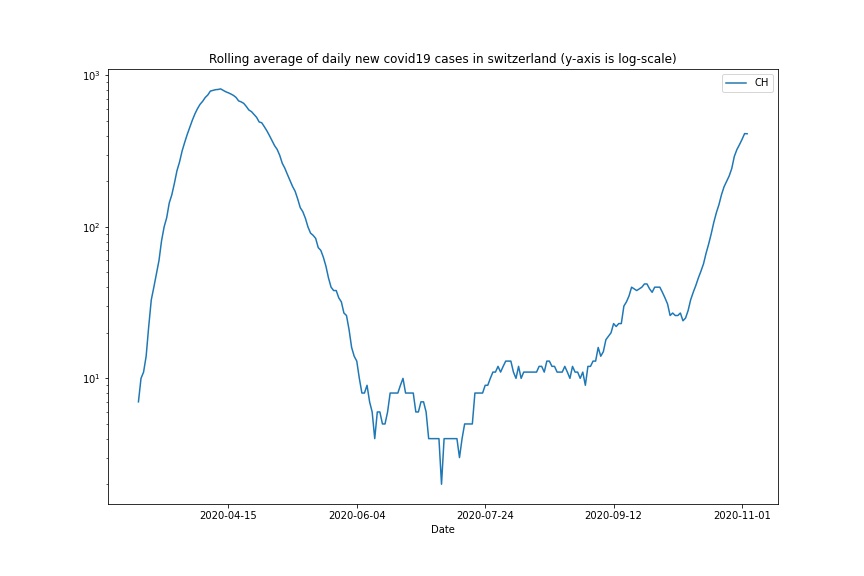 Rolling average of daily new covid19 cases in switzerland (y-axis is log-scale)
10³
CH
10²
10¹
2020-04-15 2020-06-04 2020-07-24 2020-09-12 2020-11-01
Date